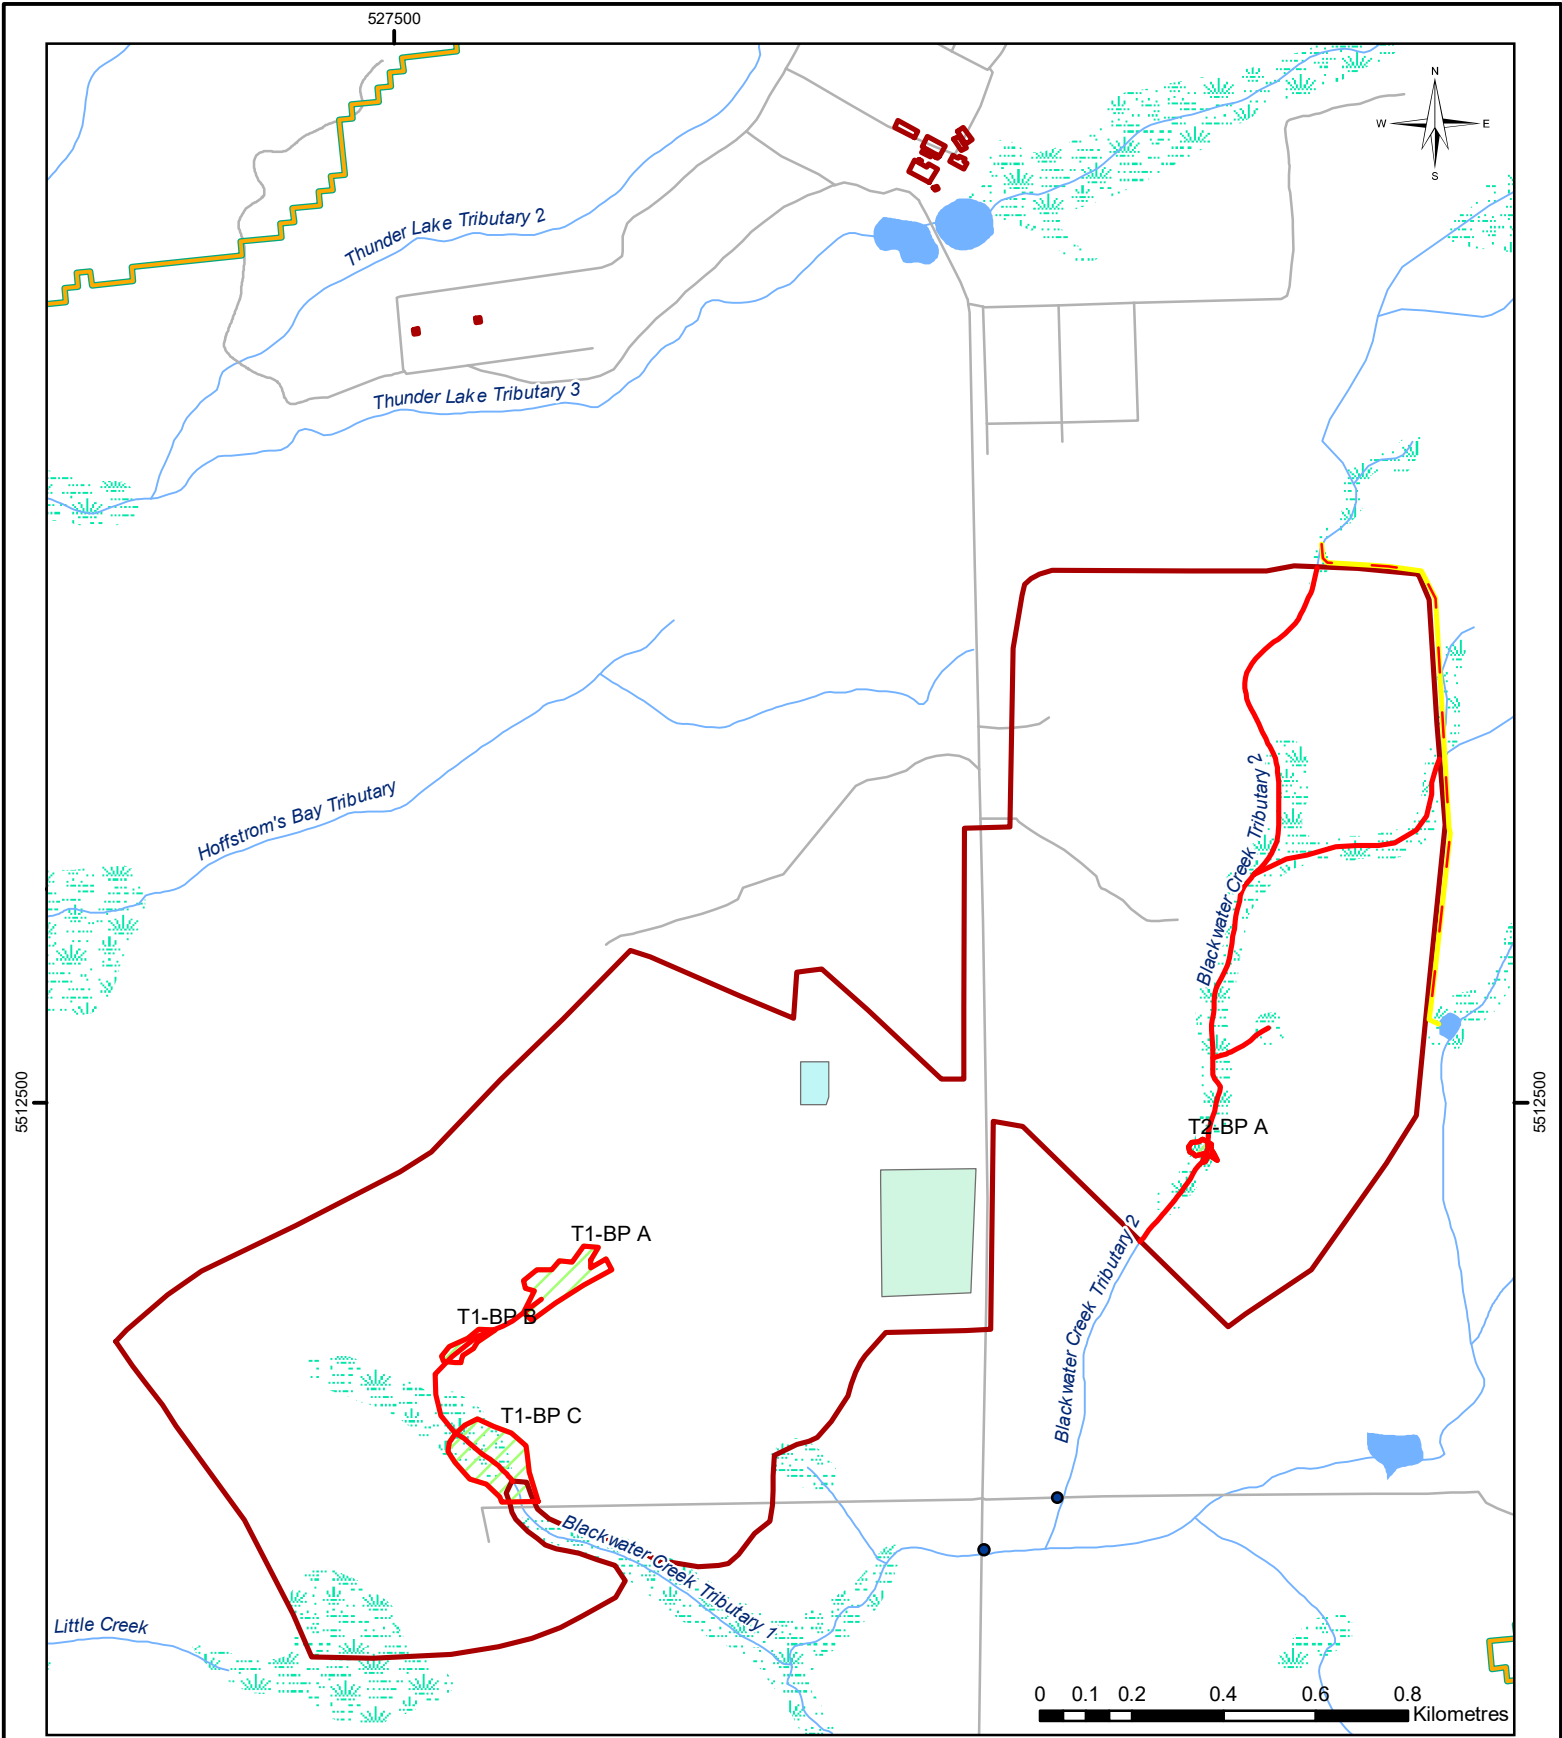 527500
N
W
E
S
Thunder Lake Tributary 2
Thunder Lake Tributary 3
Hoffstrom's Bay Tributary
Blackwater Creek Tributary 2
5512500
5512500
T2-BP A
T1-BP A
Blackwater Creek Tributary 2
T1-BP B
T1-BP C
Blackwater Creek Tributary 1
Little Creek
0 0.1 0.2 0.4 0.6 0.8
Kilometres